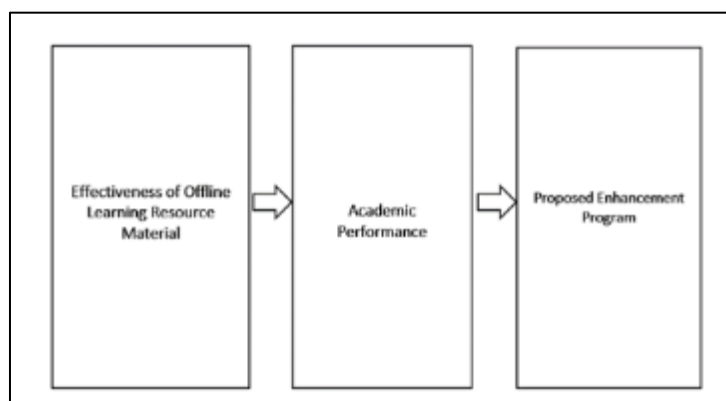 Effectiveness of Offline
Learning Resource
Material
Academic
Performance
Proposed Enhancement
Program